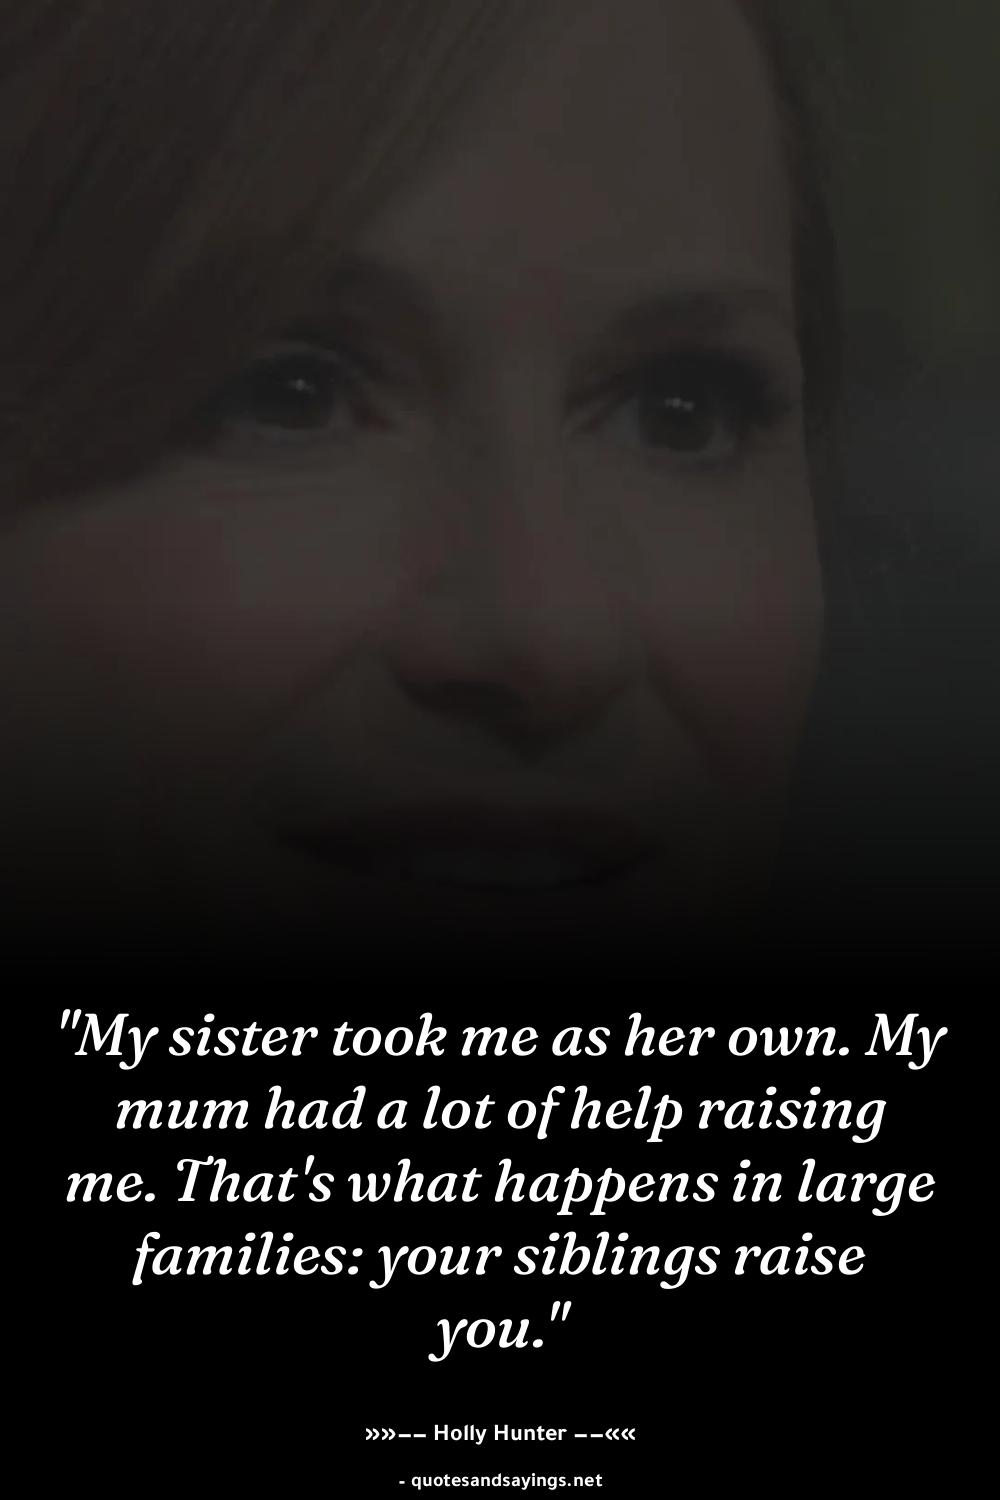 "My sister took me as her own. My
mum had a lot of help raising
me. That's what happens in large
families: your siblings raise
you."
»»−− Holly Hunter −−««
- quotesandsayings.net